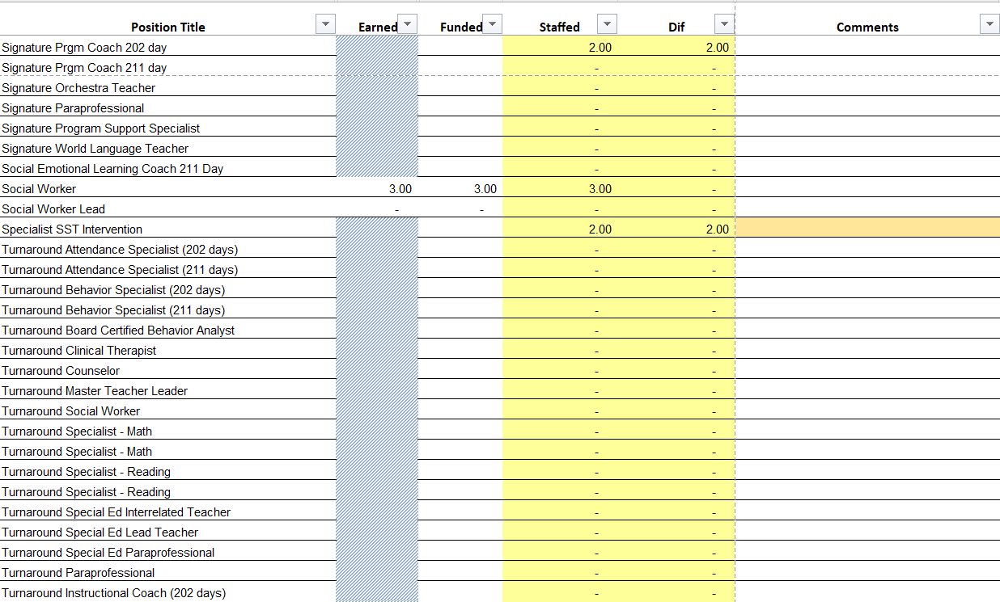 Position Title Earned Funded Staffed Dif Comments
Signature Prgm Coach 202 day 2.00 2.00
Signature Prgm Coach 211 day - -
Signature Orchestra Teacher - -
Signature Paraprofessional - -
Signature Program Support Specialist - -
Signature World Language Teacher - -
Social Emotional Learning Coach 211 Day - -
Social Worker 3.00 3.00 3.00 -
Social Worker Lead - - - -
Specialist SST Intervention 2.00 2.00
Turnaround Attendance Specialist (202 days) - -
Turnaround Attendance Specialist (211 days) - -
Turnaround Behavior Specialist (202 days) - -
Turnaround Behavior Specialist (211 days) - -
Turnaround Board Certified Behavior Analyst - -
Turnaround Clinical Therapist - -
Turnaround Counselor - -
Turnaround Master Teacher Leader - -
Turnaround Social Worker - -
Turnaround Specialist - Math - -
Turnaround Specialist - Math - -
Turnaround Specialist - Reading - -
Turnaround Specialist - Reading - -
Turnaround Special Ed Interrelated Teacher - -
Turnaround Special Ed Lead Teacher - -
Turnaround Special Ed Paraprofessional - -
Turnaround Paraprofessional - -
Turnaround Instructional Coach (202 days) - -